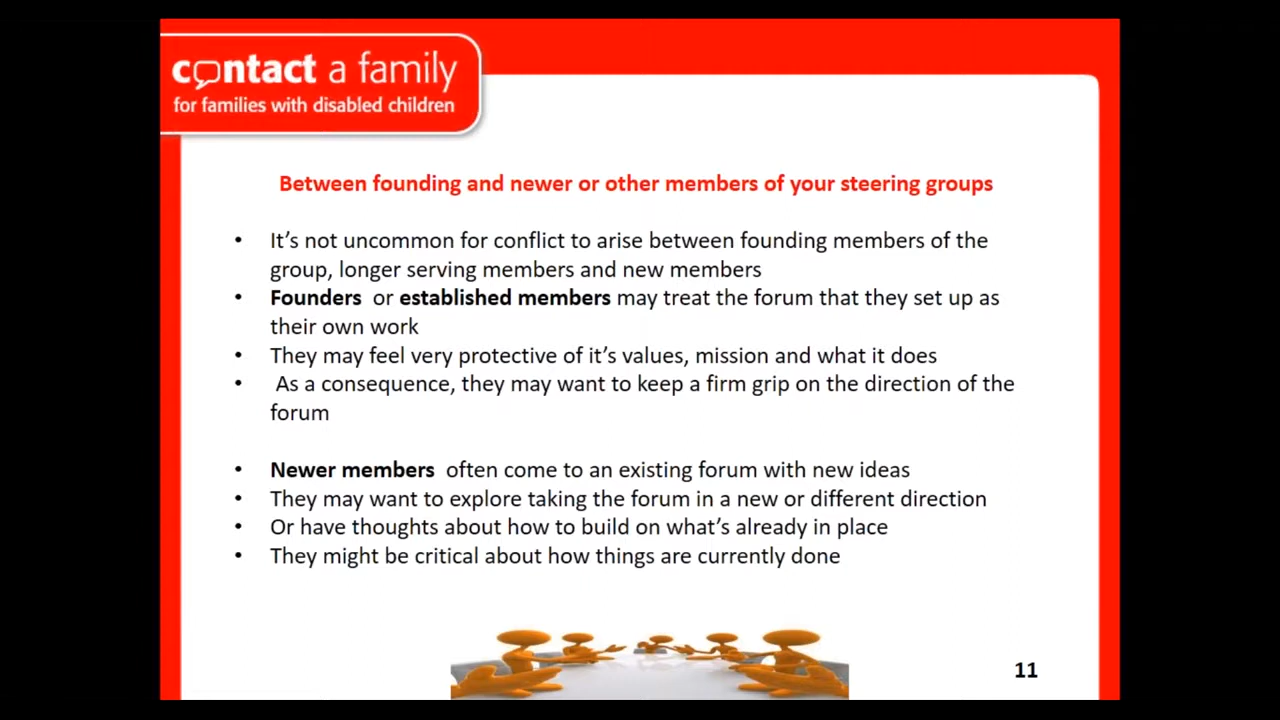 contact a family
for families with disabled children
Between founding and newer or other members of your steering groups
• It’s not uncommon for conflict to arise between founding members of the
group, longer serving members and new members
• Founders or established members may treat the forum that they set up as
their own work
• They may feel very protective of it’s values, mission and what it does
• As a consequence, they may want to keep a firm grip on the direction of the
forum
• Newer members often come to an existing forum with new ideas
• They may want to explore taking the forum in a new or different direction
• Or have thoughts about how to build on what’s already in place
• They might be critical about how things are currently done
11